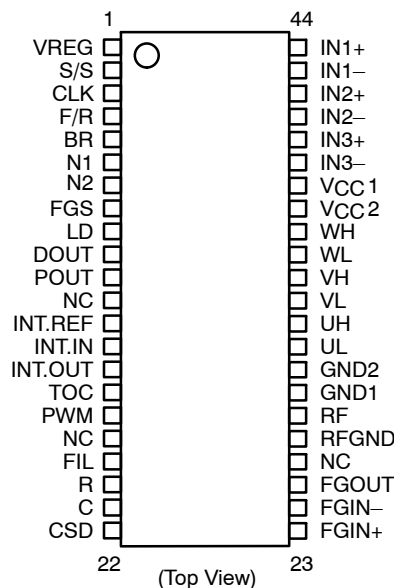 1 44
VREG IN1+
S/S IN1−
CLK IN2+
F/R IN2−
BR IN3+
N1 IN3−
N2 VCC1
FGS VCC2
LD WH
DOUT WL
POUT VH
NC VL
INT.REF UH
INT.IN UL
INT.OUT GND2
TOC GND1
PWM RF
NC RFGND
FIL NC
R FGOUT
C FGIN−
CSD FGIN+
22 23
(Top View)